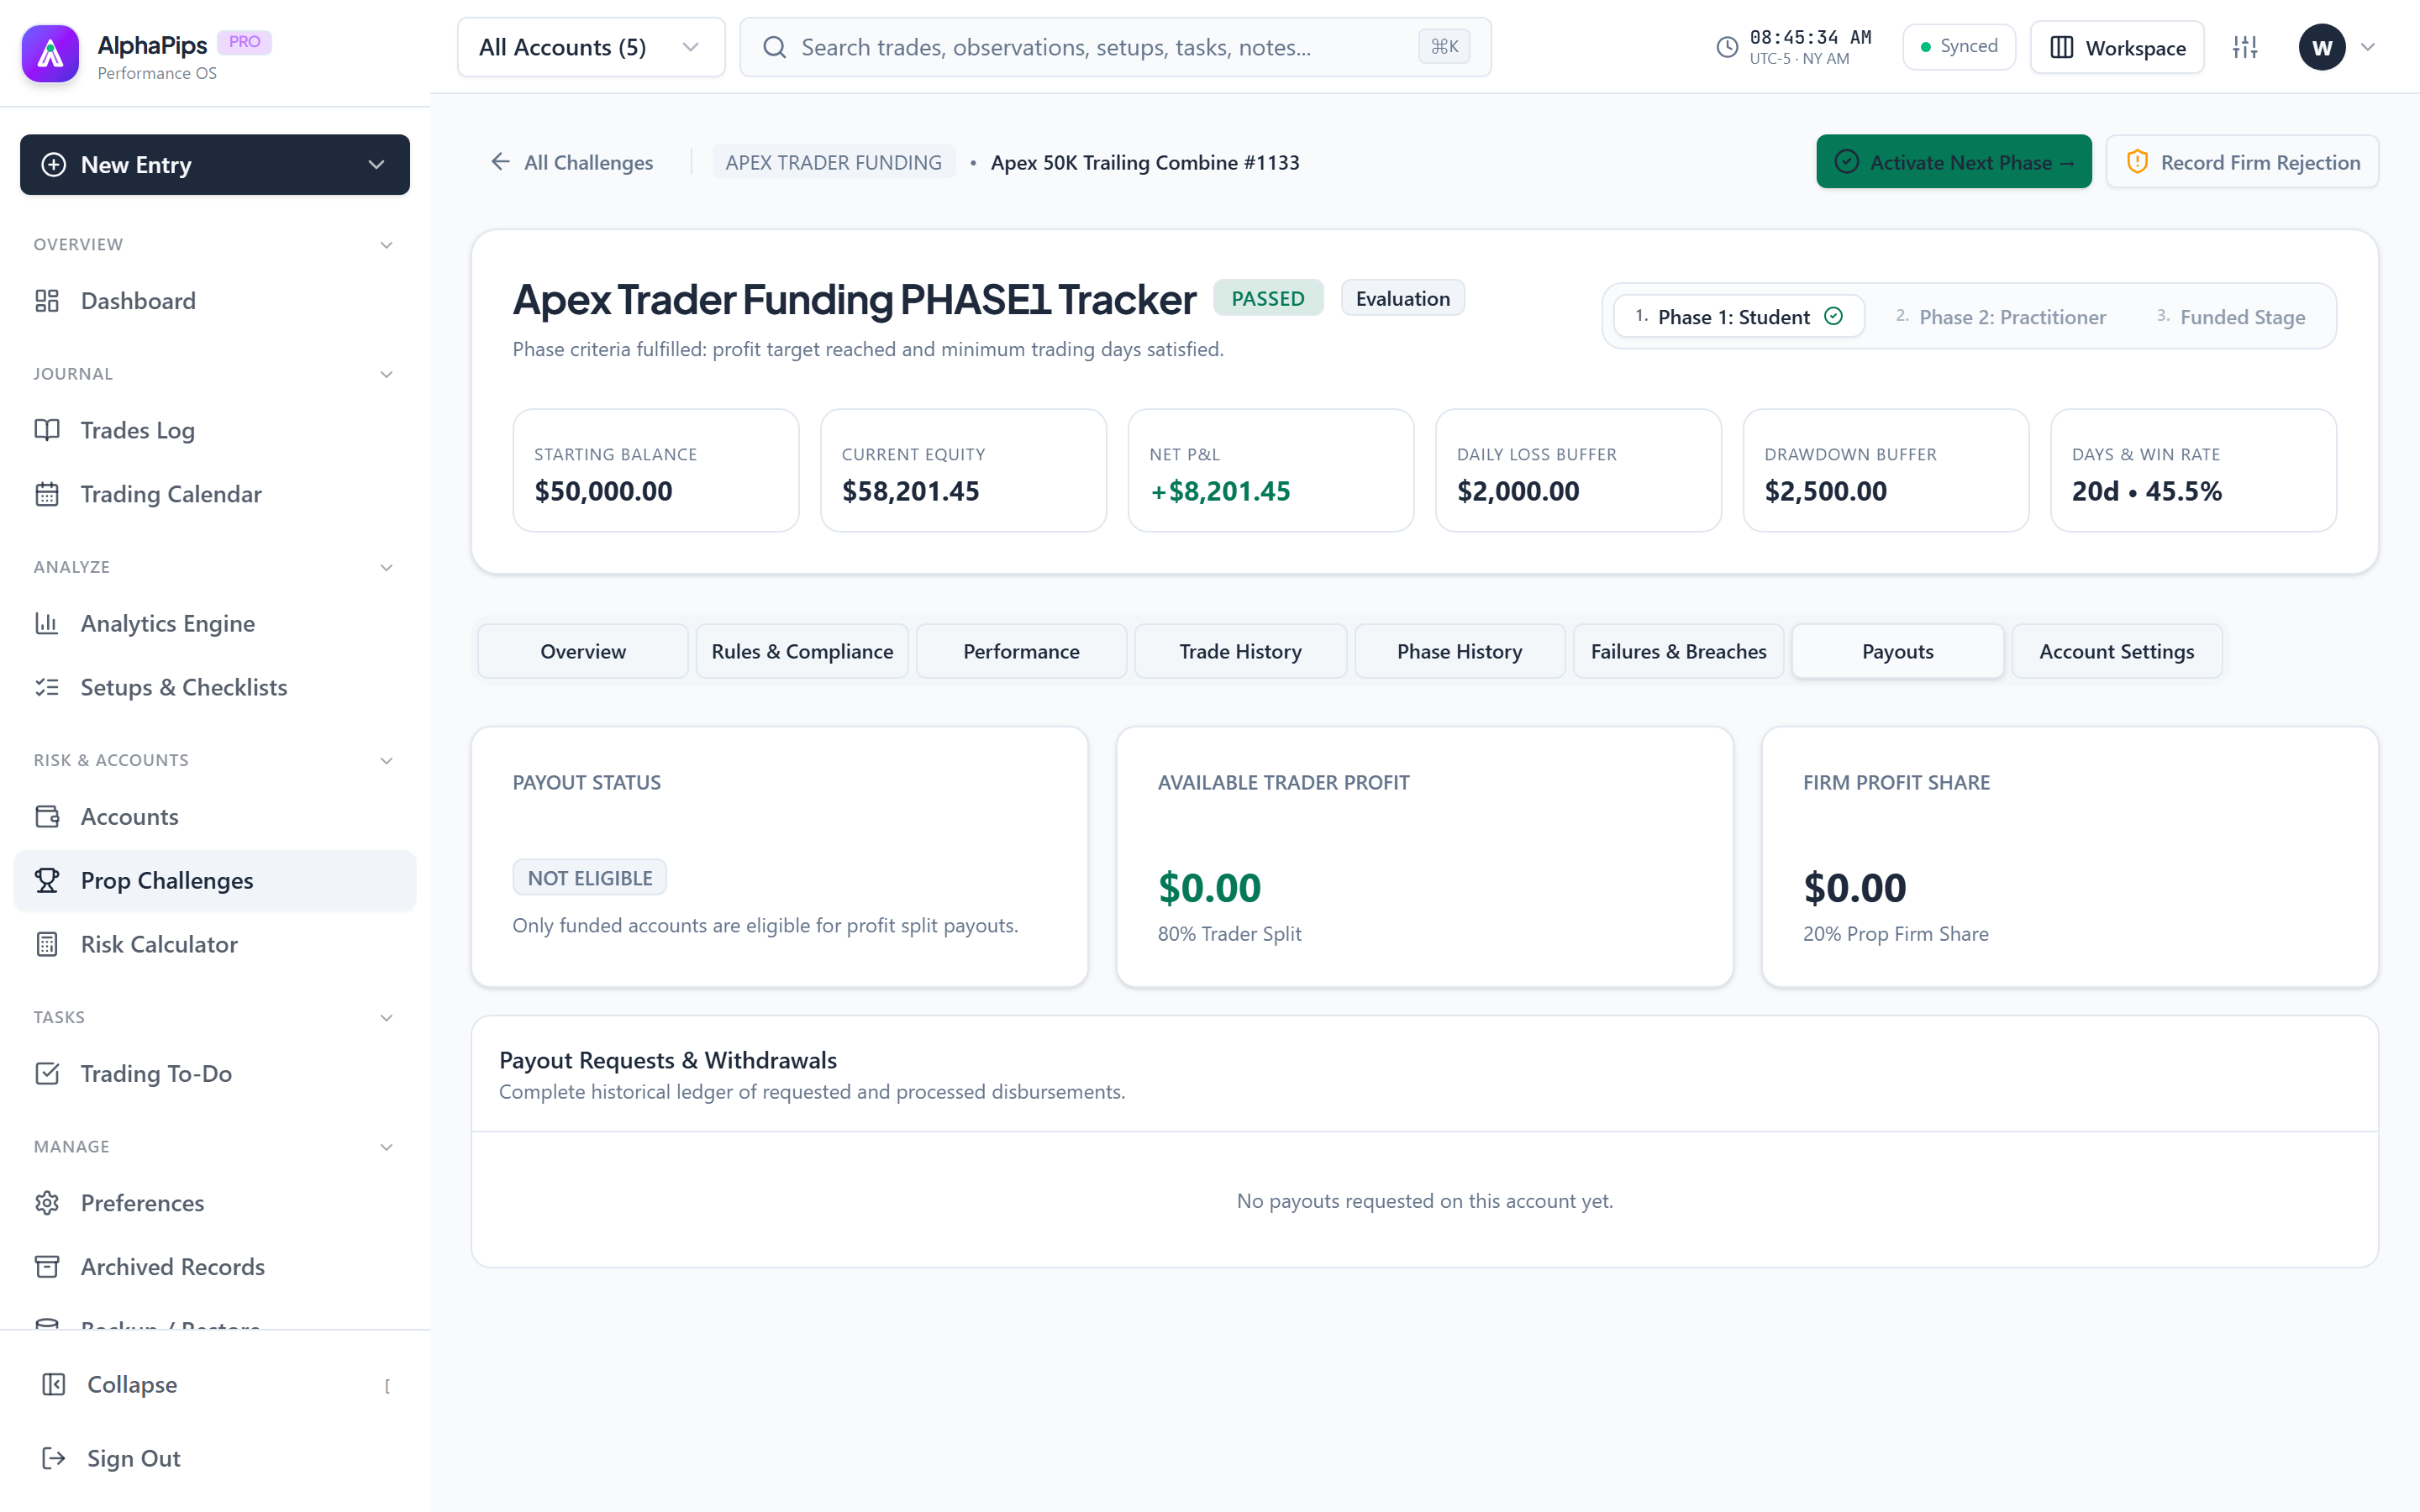 AlphaPips PRO
Performance OS
All Accounts (5)
Search trades, observations, setups, tasks, notes...
⌘K
08:45:34 AM
UTC-5 · NY AM
Synced
Workspace
W
New Entry
OVERVIEW
Dashboard
JOURNAL
Trades Log
Trading Calendar
ANALYZE
Analytics Engine
Setups & Checklists
RISK & ACCOUNTS
Accounts
Prop Challenges
Risk Calculator
TASKS
Trading To-Do
MANAGE
Preferences
Archived Records
Backup / Restore
Collapse [
Sign Out
← All Challenges
APEX TRADER FUNDING • Apex 50K Trailing Combine #1133
Activate Next Phase →
Record Firm Rejection
Apex Trader Funding PHASE1 Tracker PASSED Evaluation
Phase criteria fulfilled: profit target reached and minimum trading days satisfied.
1. Phase 1: Student
2. Phase 2: Practitioner
3. Funded Stage
STARTING BALANCE
$50,000.00
CURRENT EQUITY
$58,201.45
NET P&L
+$8,201.45
DAILY LOSS BUFFER
$2,000.00
DRAWDOWN BUFFER
$2,500.00
DAYS & WIN RATE
20d • 45.5%
Overview
Rules & Compliance
Performance
Trade History
Phase History
Failures & Breaches
Payouts
Account Settings
PAYOUT STATUS
NOT ELIGIBLE
Only funded accounts are eligible for profit split payouts.
AVAILABLE TRADER PROFIT
$0.00
80% Trader Split
FIRM PROFIT SHARE
$0.00
20% Prop Firm Share
Payout Requests & Withdrawals
Complete historical ledger of requested and processed disbursements.
No payouts requested on this account yet.